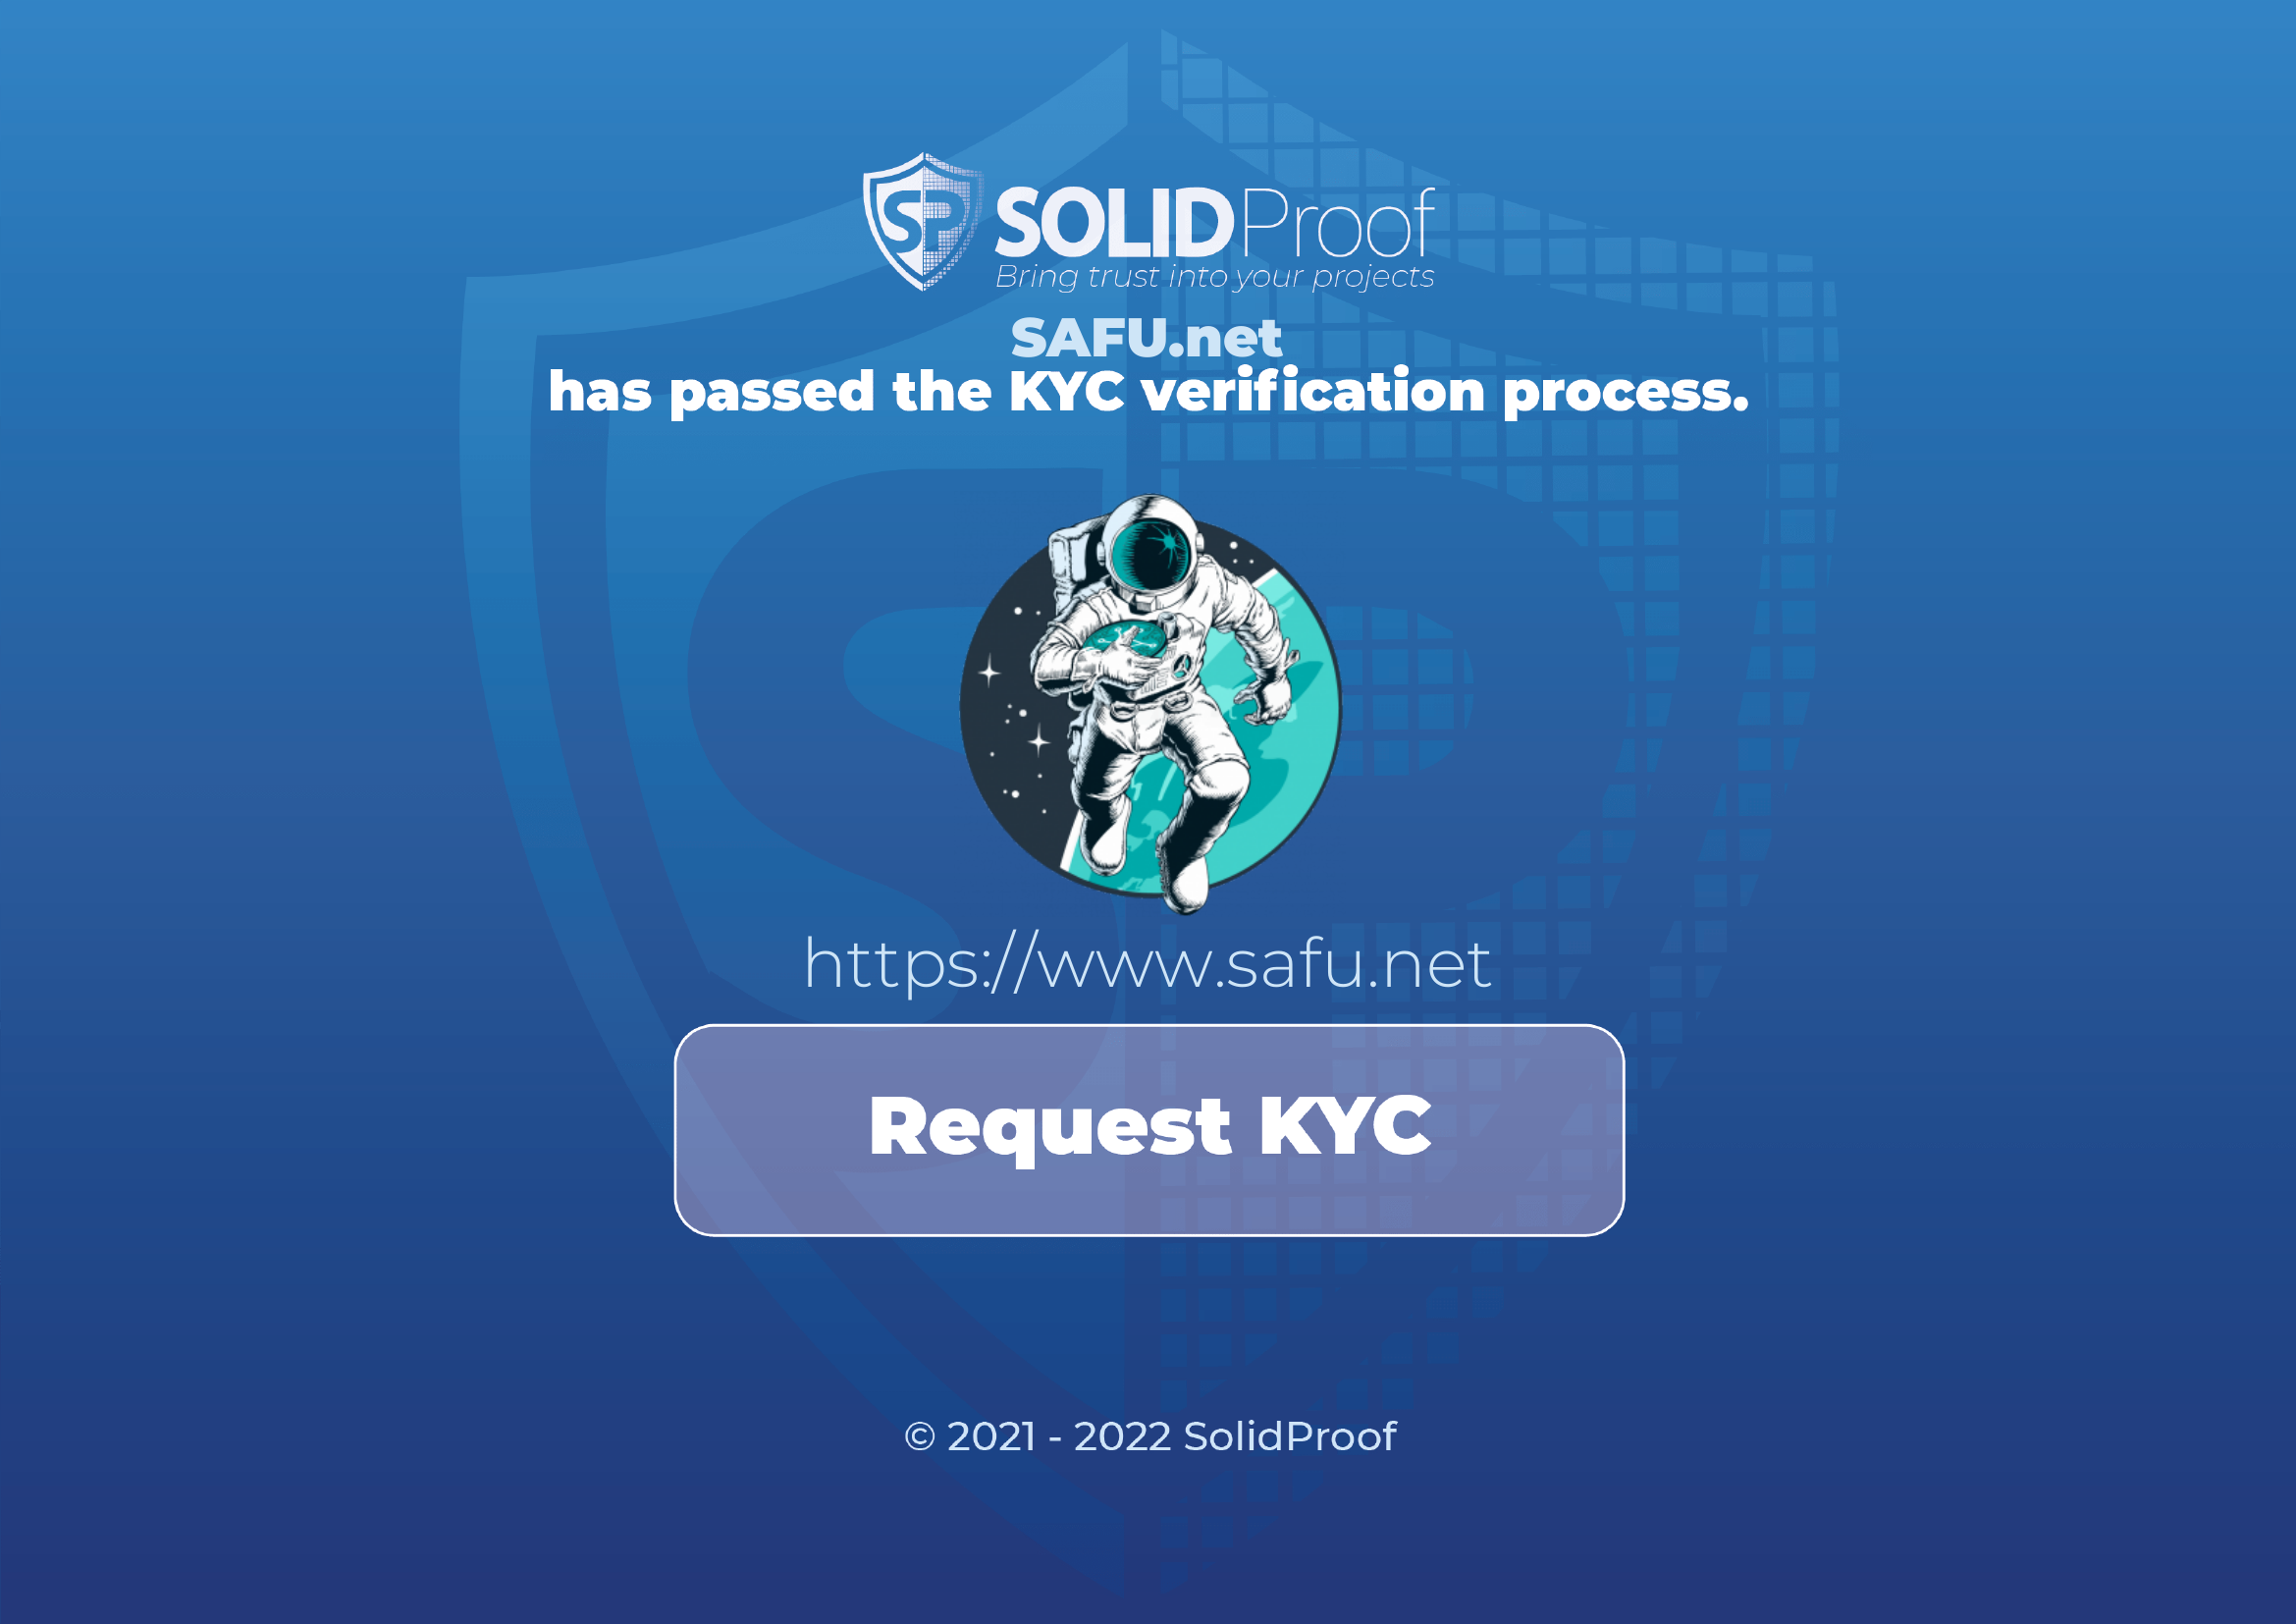 SP SOLIDProof
Bring trust into your projects
SAFU.net
has passed the KYC verification process.
https://www.safu.net
Request KYC
© 2021 - 2022 SolidProof